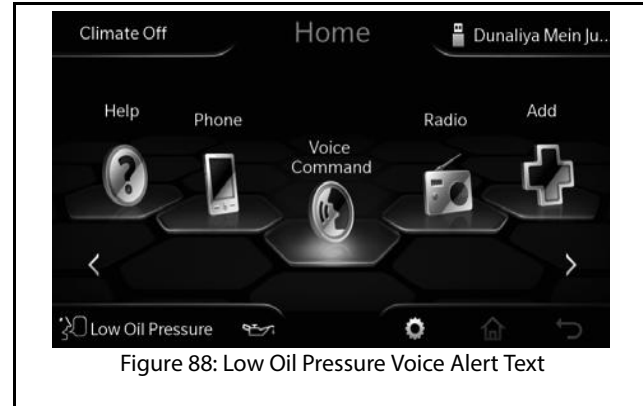 Climate Off
Home
Dunaliya Mein Ju..
Help
Phone
Voice
Command
Radio
Add
Low Oil Pressure
Figure 88: Low Oil Pressure Voice Alert Text